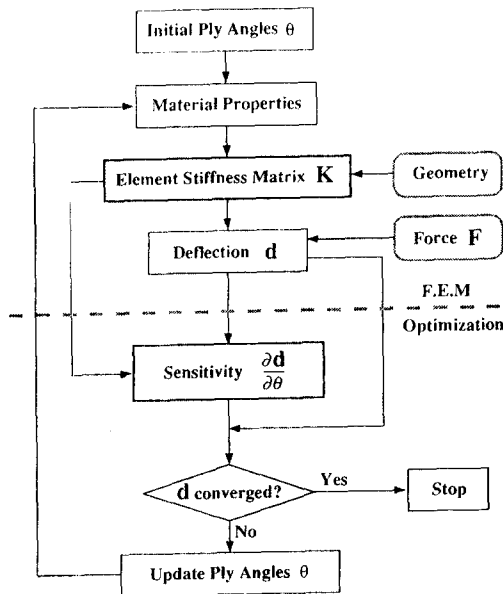 Initial Ply Angles θ
Material Properties
Element Stiffness Matrix K
Geometry
Deflection d
Force F
F.E.M
Optimization
Sensitivity ∂d/∂θ
d converged?
Yes
Stop
No
Update Ply Angles θ